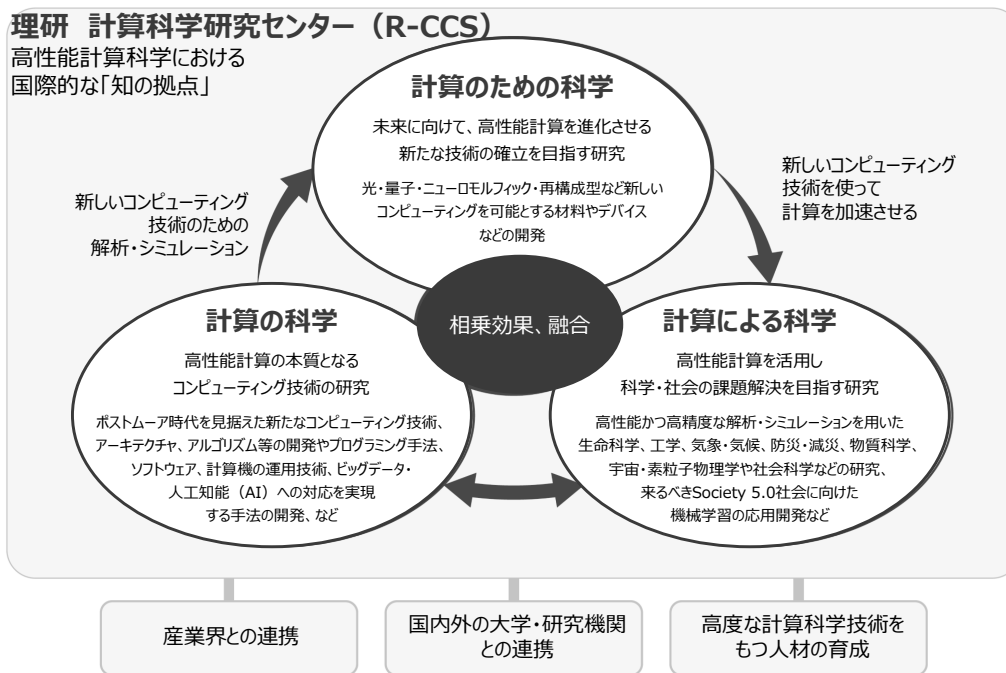 理研 計算科学研究センター（R-CCS）
高性能計算科学における
国際的な「知の拠点」
計算のための科学
未来に向けて、高性能計算を進化させる
新たな技術の確立を目指す研究
光・量子・ニューロモルフィック・再構成型など新しい
コンピューティングを可能とする材料やデバイス
などの開発
新しいコンピューティング
技術のための
解析・シミュレーション
新しいコンピューティング
技術を使って
計算を加速させる
相乗効果、融合
計算の科学
高性能計算の本質となる
コンピューティング技術の研究
ポストムーア時代を見据えた新たなコンピューティング技術、
アーキテクチャ、アルゴリズム等の開発やプログラミング手法、
ソフトウェア、計算機の運用技術、ビッグデータ・
人工知能（AI）への対応を実現
する手法の開発、など
計算による科学
高性能計算を活用し
科学・社会の課題解決を目指す研究
高性能かつ高精度な解析・シミュレーションを用いた
生命科学、工学、気象・気候、防災・減災、物質科学、
宇宙・素粒子物理学や社会科学などの研究、
来るべきSociety 5.0社会に向けた
機械学習の応用開発など
産業界との連携
国内外の大学・研究機関
との連携
高度な計算科学技術を
もつ人材の育成